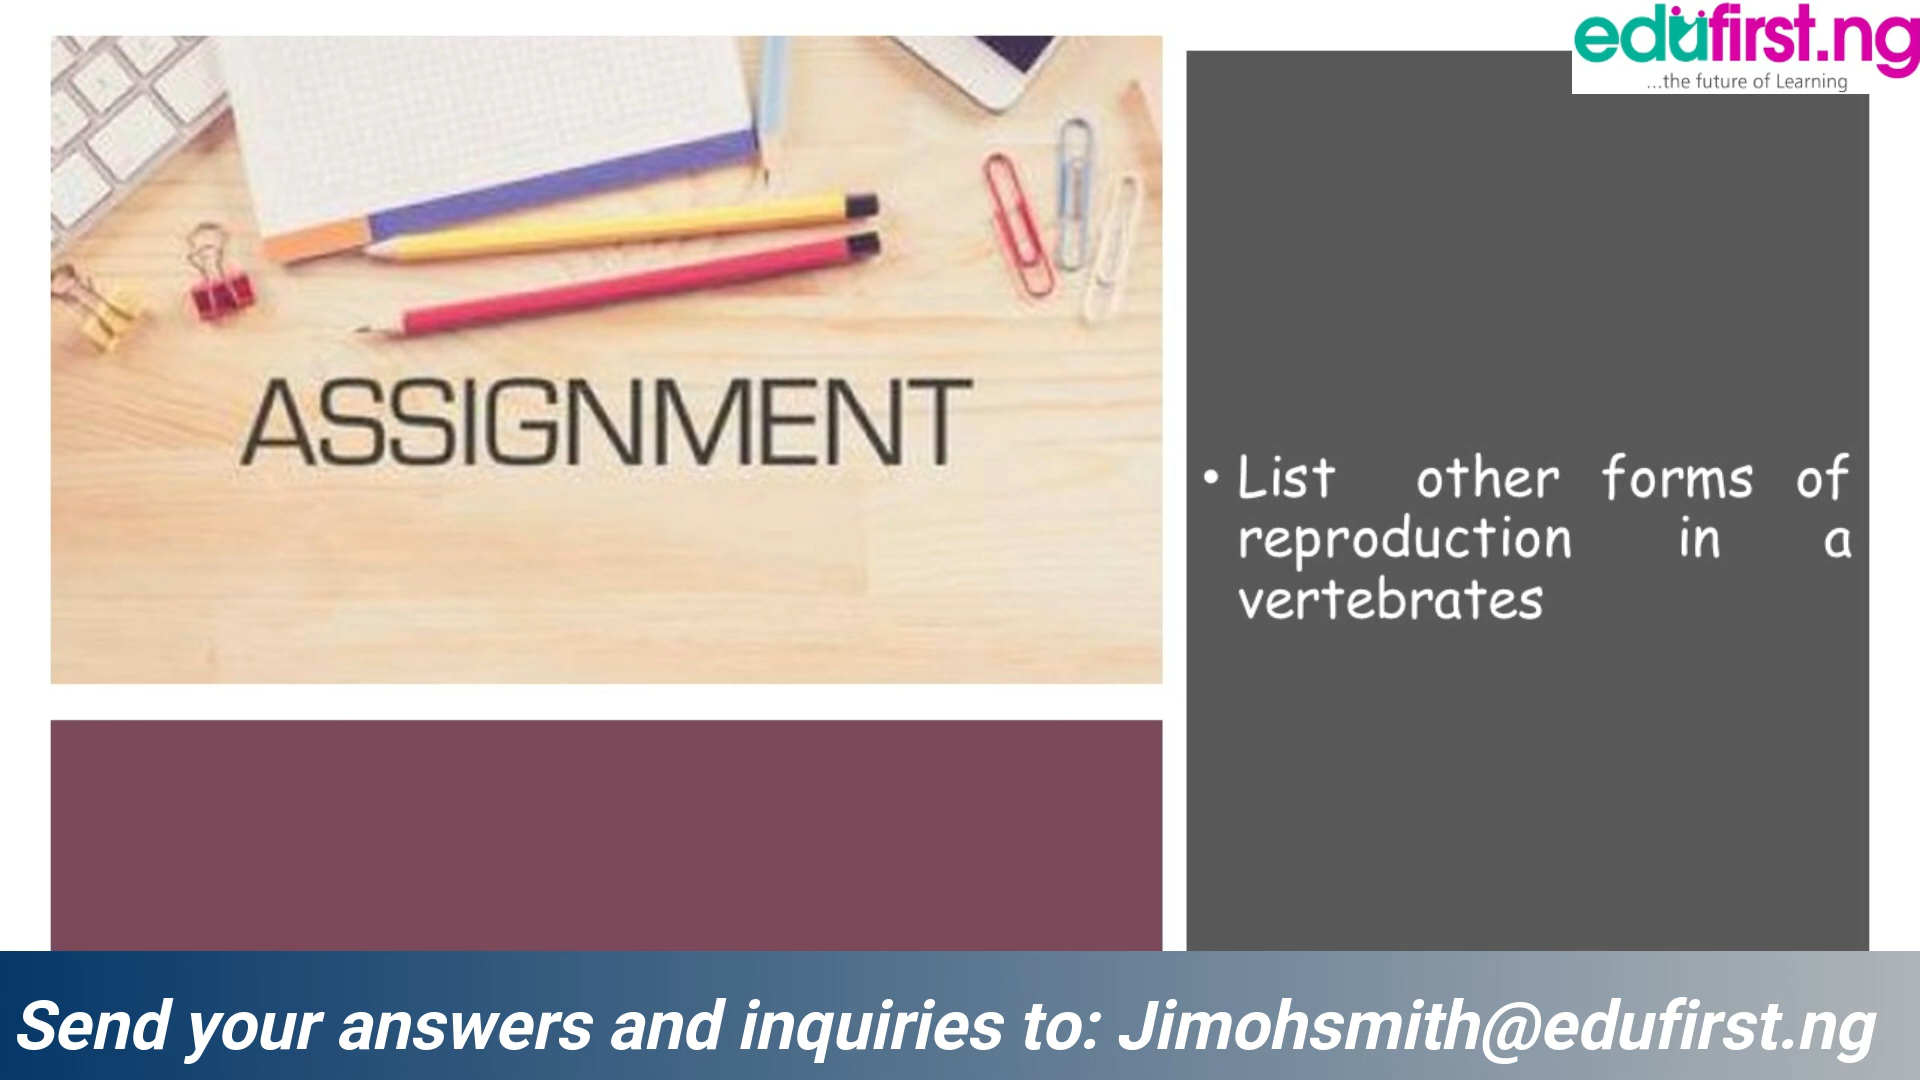 edufirst.ng
...the future of Learning
ASSIGNMENT
• List other forms of
reproduction in a
vertebrates
Send your answers and inquiries to: Jimohsmith@edufirst.ng